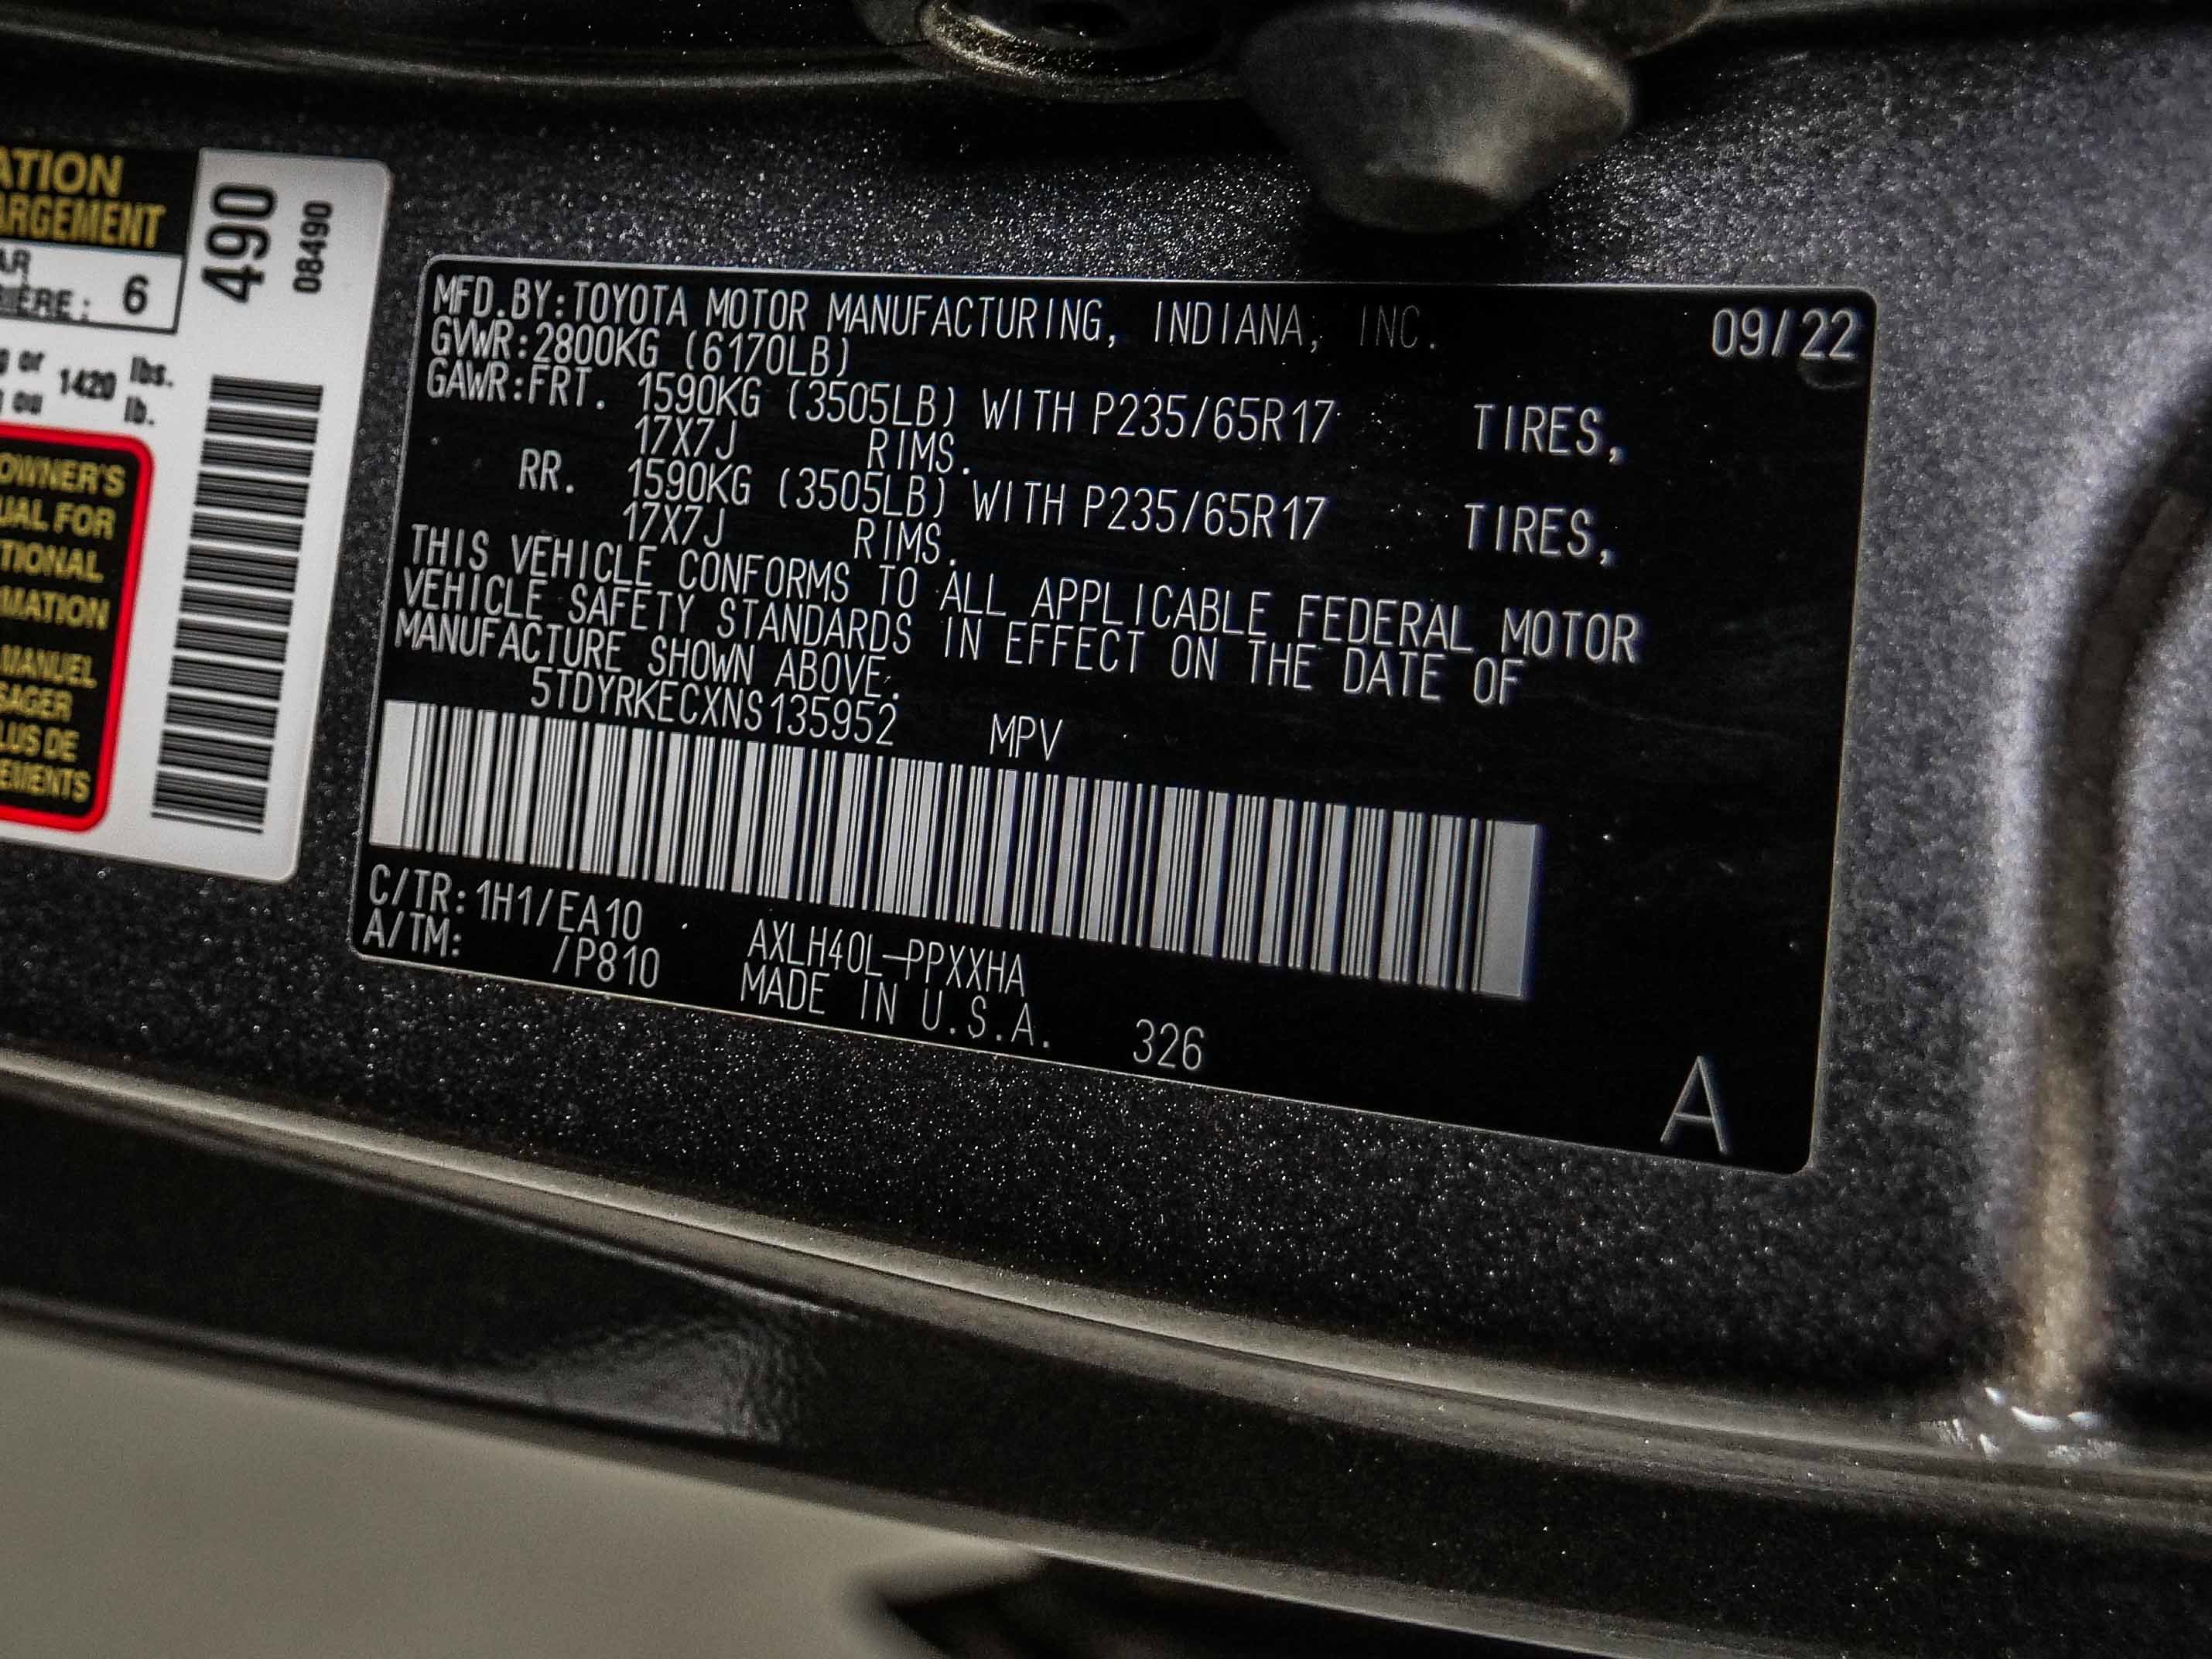 ATION
ARGEMENT
AR
IÈRE: 6
g or 1420 lbs.
g ou lb.
OWNER'S
UAL FOR
TIONAL
MATION
MANUEL
SAGER
LUS DE
EMENTS
490
08490
MFD.BY:TOYOTA MOTOR MANUFACTURING, INDIANA, INC. 09/22
GVWR:2800KG (6170LB)
GAWR:FRT. 1590KG (3505LB) WITH P235/65R17 TIRES,
17X7J RIMS.
RR. 1590KG (3505LB) WITH P235/65R17 TIRES,
17X7J RIMS.
THIS VEHICLE CONFORMS TO ALL APPLICABLE FEDERAL MOTOR
VEHICLE SAFETY STANDARDS IN EFFECT ON THE DATE OF
MANUFACTURE SHOWN ABOVE.
5TDYRKECXNS135952 MPV
C/TR:1H1/EA10 AXLH40L-PPXXHA
A/TM: /P810 MADE IN U.S.A. 326
A